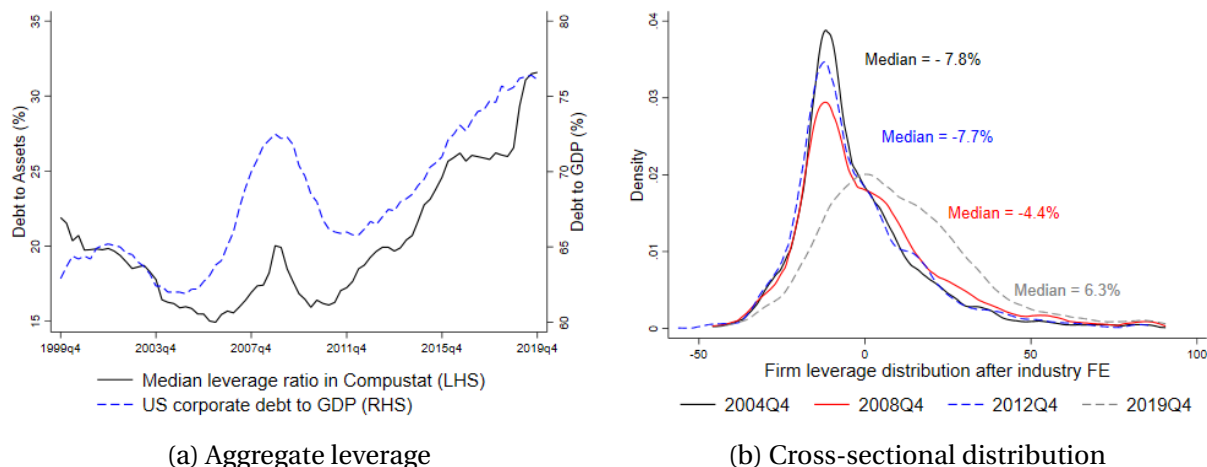 35
30
25
20
15
Debt to Assets (%)
80
75
70
65
60
Debt to GDP (%)
1999q4 2003q4 2007q4 2011q4 2015q4 2019q4
Median leverage ratio in Compustat (LHS)
US corporate debt to GDP (RHS)
(a) Aggregate leverage
.04
.03
.02
.01
0
Density
Median = - 7.8%
Median = -7.7%
Median = -4.4%
Median = 6.3%
-50 0 50 100
Firm leverage distribution after industry FE
2004Q4 2008Q4 2012Q4 2019Q4
(b) Cross-sectional distribution